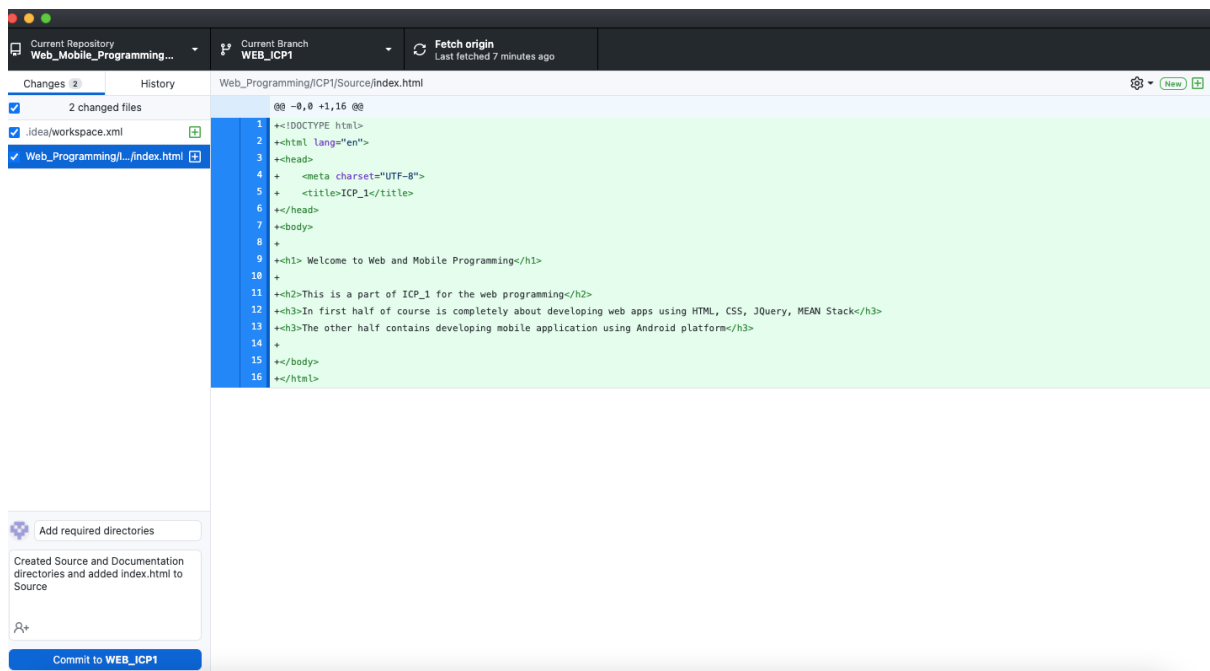 Current Repository
Web_Mobile_Programming...
Current Branch
WEB_ICP1
Fetch origin
Last fetched 7 minutes ago
Changes 2
History
Web_Programming/ICP1/Source/index.html
New
2 changed files
@@ -0,0 +1,16 @@
.idea/workspace.xml
Web_Programming/I.../index.html
1 +<!DOCTYPE html>
2 +<html lang="en">
3 +<head>
4 +    <meta charset="UTF-8">
5 +    <title>ICP_1</title>
6 +</head>
7 +<body>
8 +
9 +<h1> Welcome to Web and Mobile Programming</h1>
10 +
11 +<h2>This is a part of ICP_1 for the web programming</h2>
12 +<h3>In first half of course is completely about developing web apps using HTML, CSS, JQuery, MEAN Stack</h3>
13 +<h3>The other half contains developing mobile application using Android platform</h3>
14 +
15 +</body>
16 +</html>
Add required directories
Created Source and Documentation
directories and added index.html to
Source
Commit to WEB_ICP1